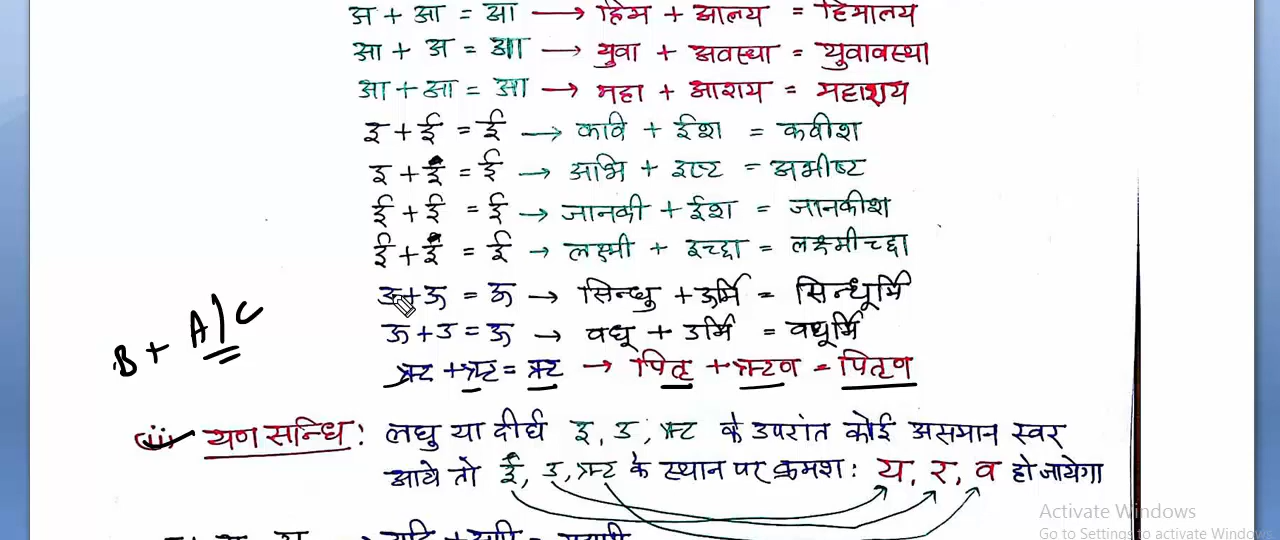 अ + आ = आ → हिम + आलय = हिमालय
आ + अ = आ → युवा + अवस्था = युवावस्था
आ + आ = आ → महा + आशय = महाशय
इ + ई = ई → कवि + ईश = कवीश
इ + इ = ई → अभि + इष्ट = अभीष्ट
ई + ई = ई → जानकी + ईश = जानकीश
ई + इ = ई → लक्ष्मी + इच्छा = लक्ष्मीच्छा
उ + ऊ = ऊ → सिन्धु + ऊर्मि = सिन्धूर्मि
ऊ + उ = ऊ → वधू + उर्मि = वधूर्मि
B + A/C
ऋ + ऋ = ऋ → पितृ + ऋण = पितृण
(iii) यण सन्धि : लघु या दीर्घ इ, उ, ऋ के उपरांत कोई असमान स्वर
आये तो ई, उ, ऋ के स्थान पर क्रमश: य, र, व हो जायेगा
Activate Windows
Go to Settings to activate Windows